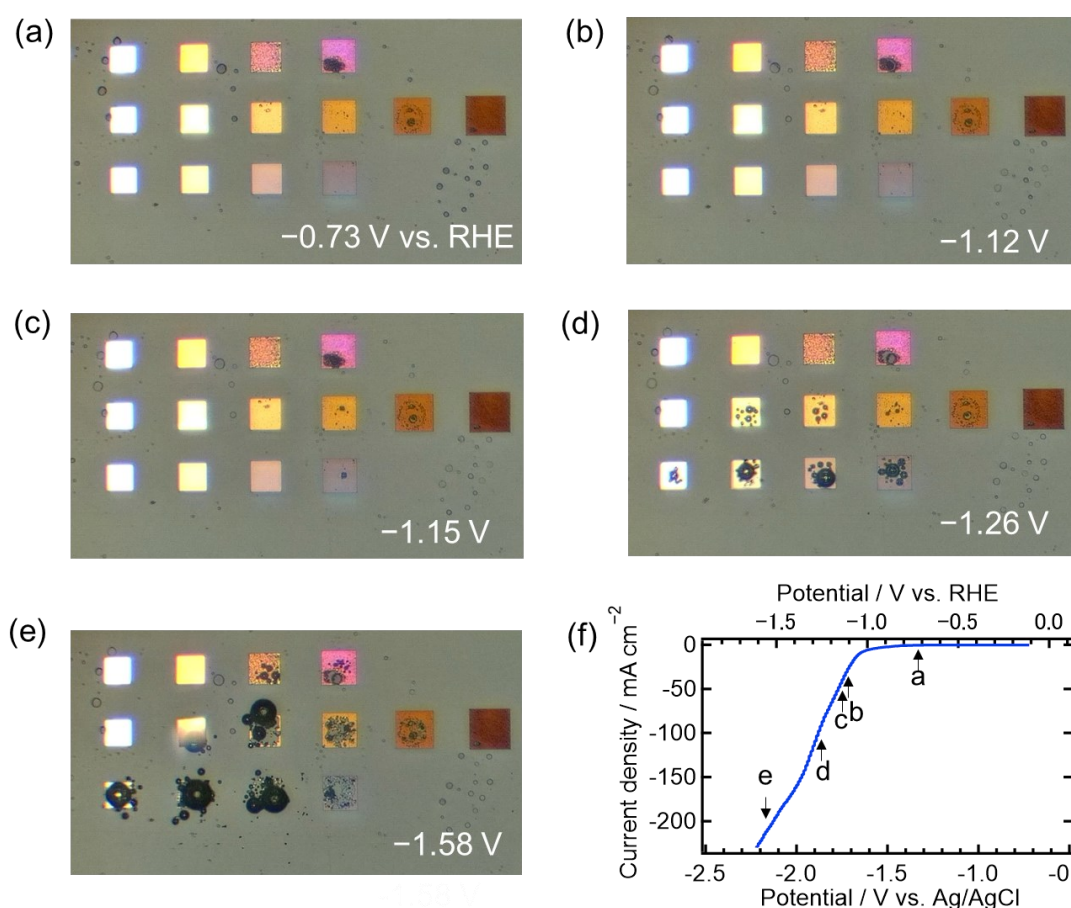 (a)
−0.73 V vs. RHE
(b)
−1.12 V
(c)
−1.15 V
(d)
−1.26 V
(e)
−1.58 V
(f)
Potential / V vs. RHE
−1.5 −1.0 −0.5 0.0
Current density / mA cm−2
0
-50
-100
-150
-200
a
b
c
d
e
-2.5 -2.0 -1.5 -1.0
Potential / V vs. Ag/AgCl